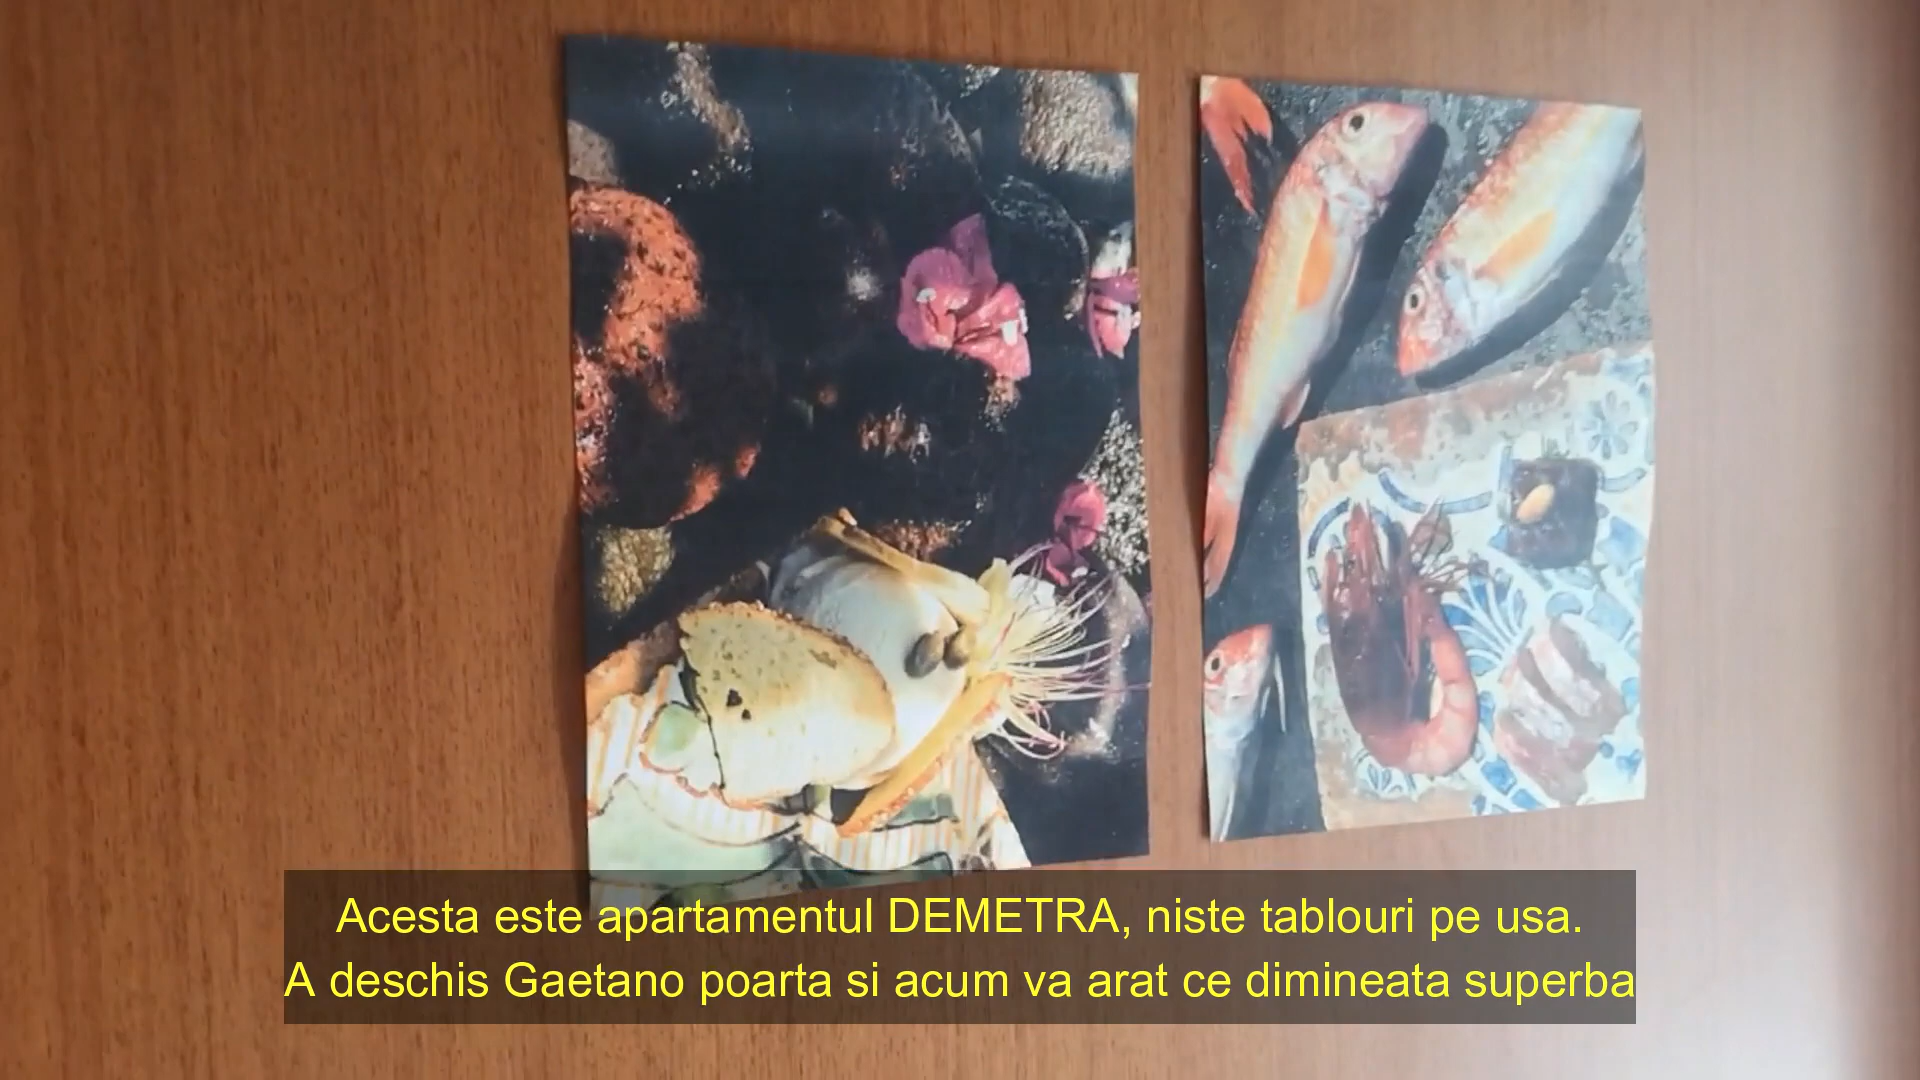 Acesta este apartamentul DEMETRA, niste tablouri pe usa.
A deschis Gaetano poarta si acum va arat ce dimineata superba